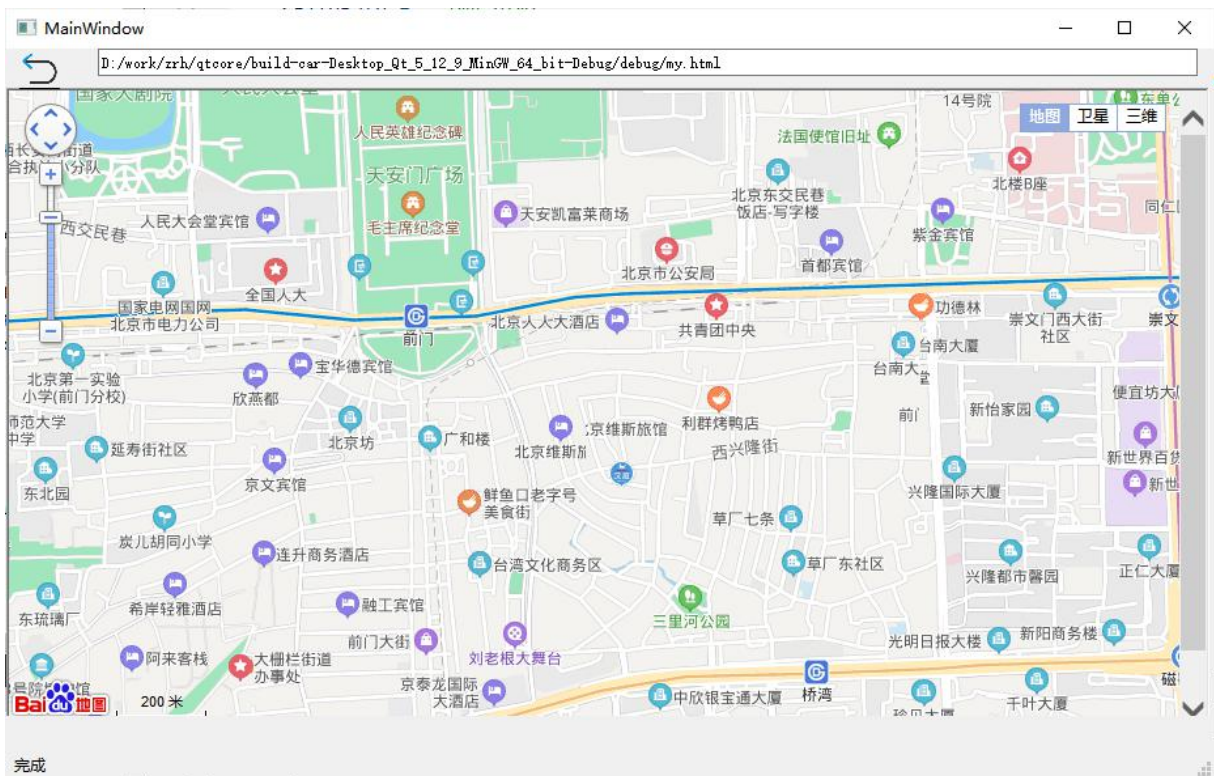 MainWindow
D:/work/zrh/qtcore/build-car-Desktop_Qt_5_12_9_MinGW_64_bit-Debug/debug/my.html
国家大剧院
人民英雄纪念碑
14号院
地图 卫星 三维
法国使馆旧址
天安门广场
北楼B座
北京东交民巷
饭店-写字楼
人民大会堂宾馆
毛主席纪念堂
天安凯富莱商场
西交民巷
紫金宾馆
北京市公安局
首都宾馆
全国人大
国家电网国网
北京市电力公司
前门
北京人人大酒店
共青团中央
功德林
崇文门西大街
社区
崇文
台南大厦
宝华德宾馆
台南大
北京第一实验
小学(前门分校)
欣燕都
便宜坊大
师范大学
中学
北京坊
广和楼
京维斯旅馆
利群烤鸭店
新怡家园
延寿街社区
北京维斯
西兴隆街
新世界百货
东北园
京文宾馆
鲜鱼口老字号
美食街
兴隆国际大厦
新世
草厂七条
炭儿胡同小学
连升商务酒店
台湾文化商务区
草厂东社区
兴隆都市馨园
正仁大厦
东琉璃厂
希岸轻雅酒店
融工宾馆
三里河公园
前门大街
刘老根大舞台
光明日报大楼
新阳商务楼
阿来客栈
大栅栏街道
办事处
京泰龙国际
大酒店
中欣银宝通大厦
桥湾
千叶大厦
磁
Bai du 地图
200 米
完成